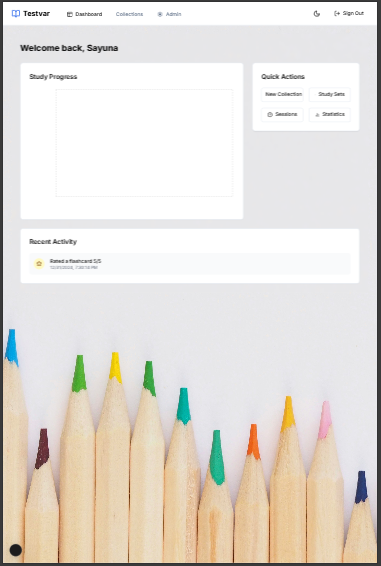 Testvar
Dashboard
Collections
Admin
Sign Out
Welcome back, Sayuna
Study Progress
Quick Actions
New Collection
Study Sets
Sessions
Statistics
Recent Activity
Rated a flashcard 5/5